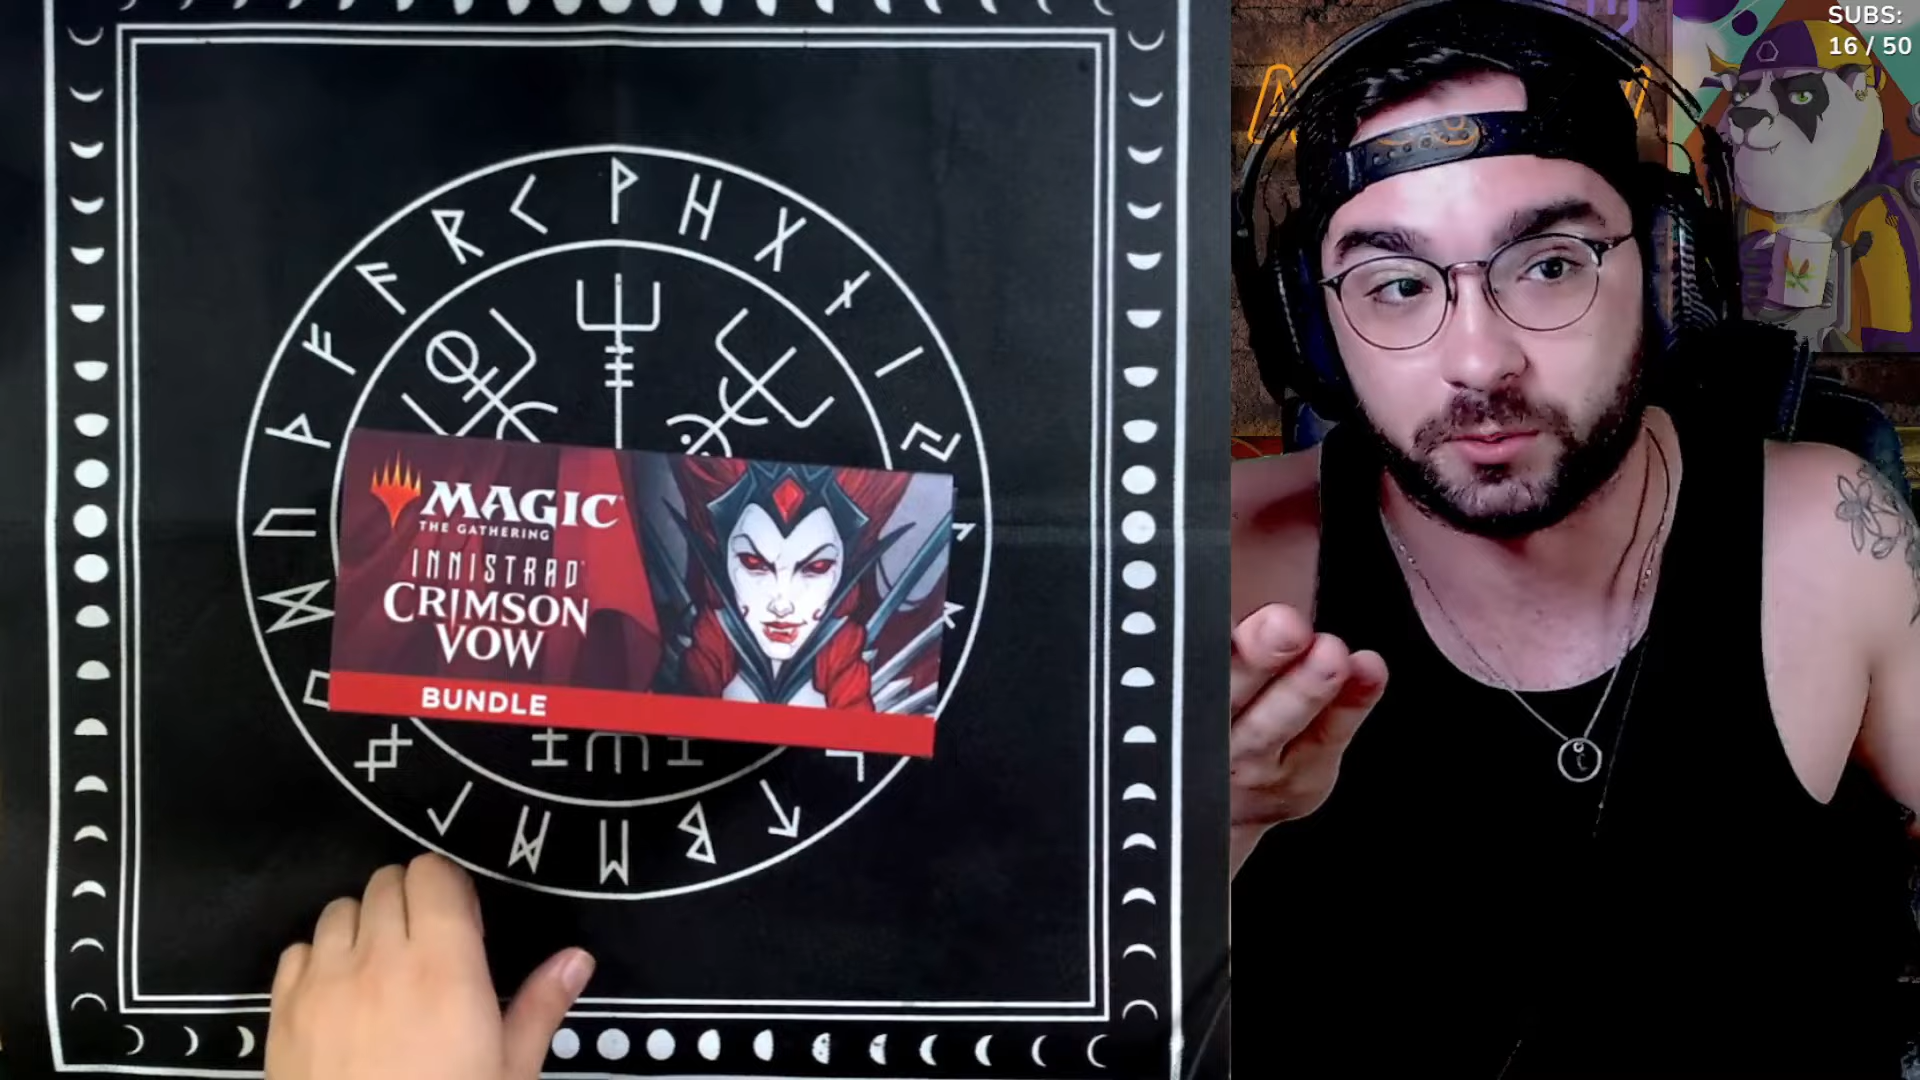 MAGIC
THE GATHERING
INNISTRAD
CRIMSON
VOW
BUNDLE
SUBS:
16 / 50